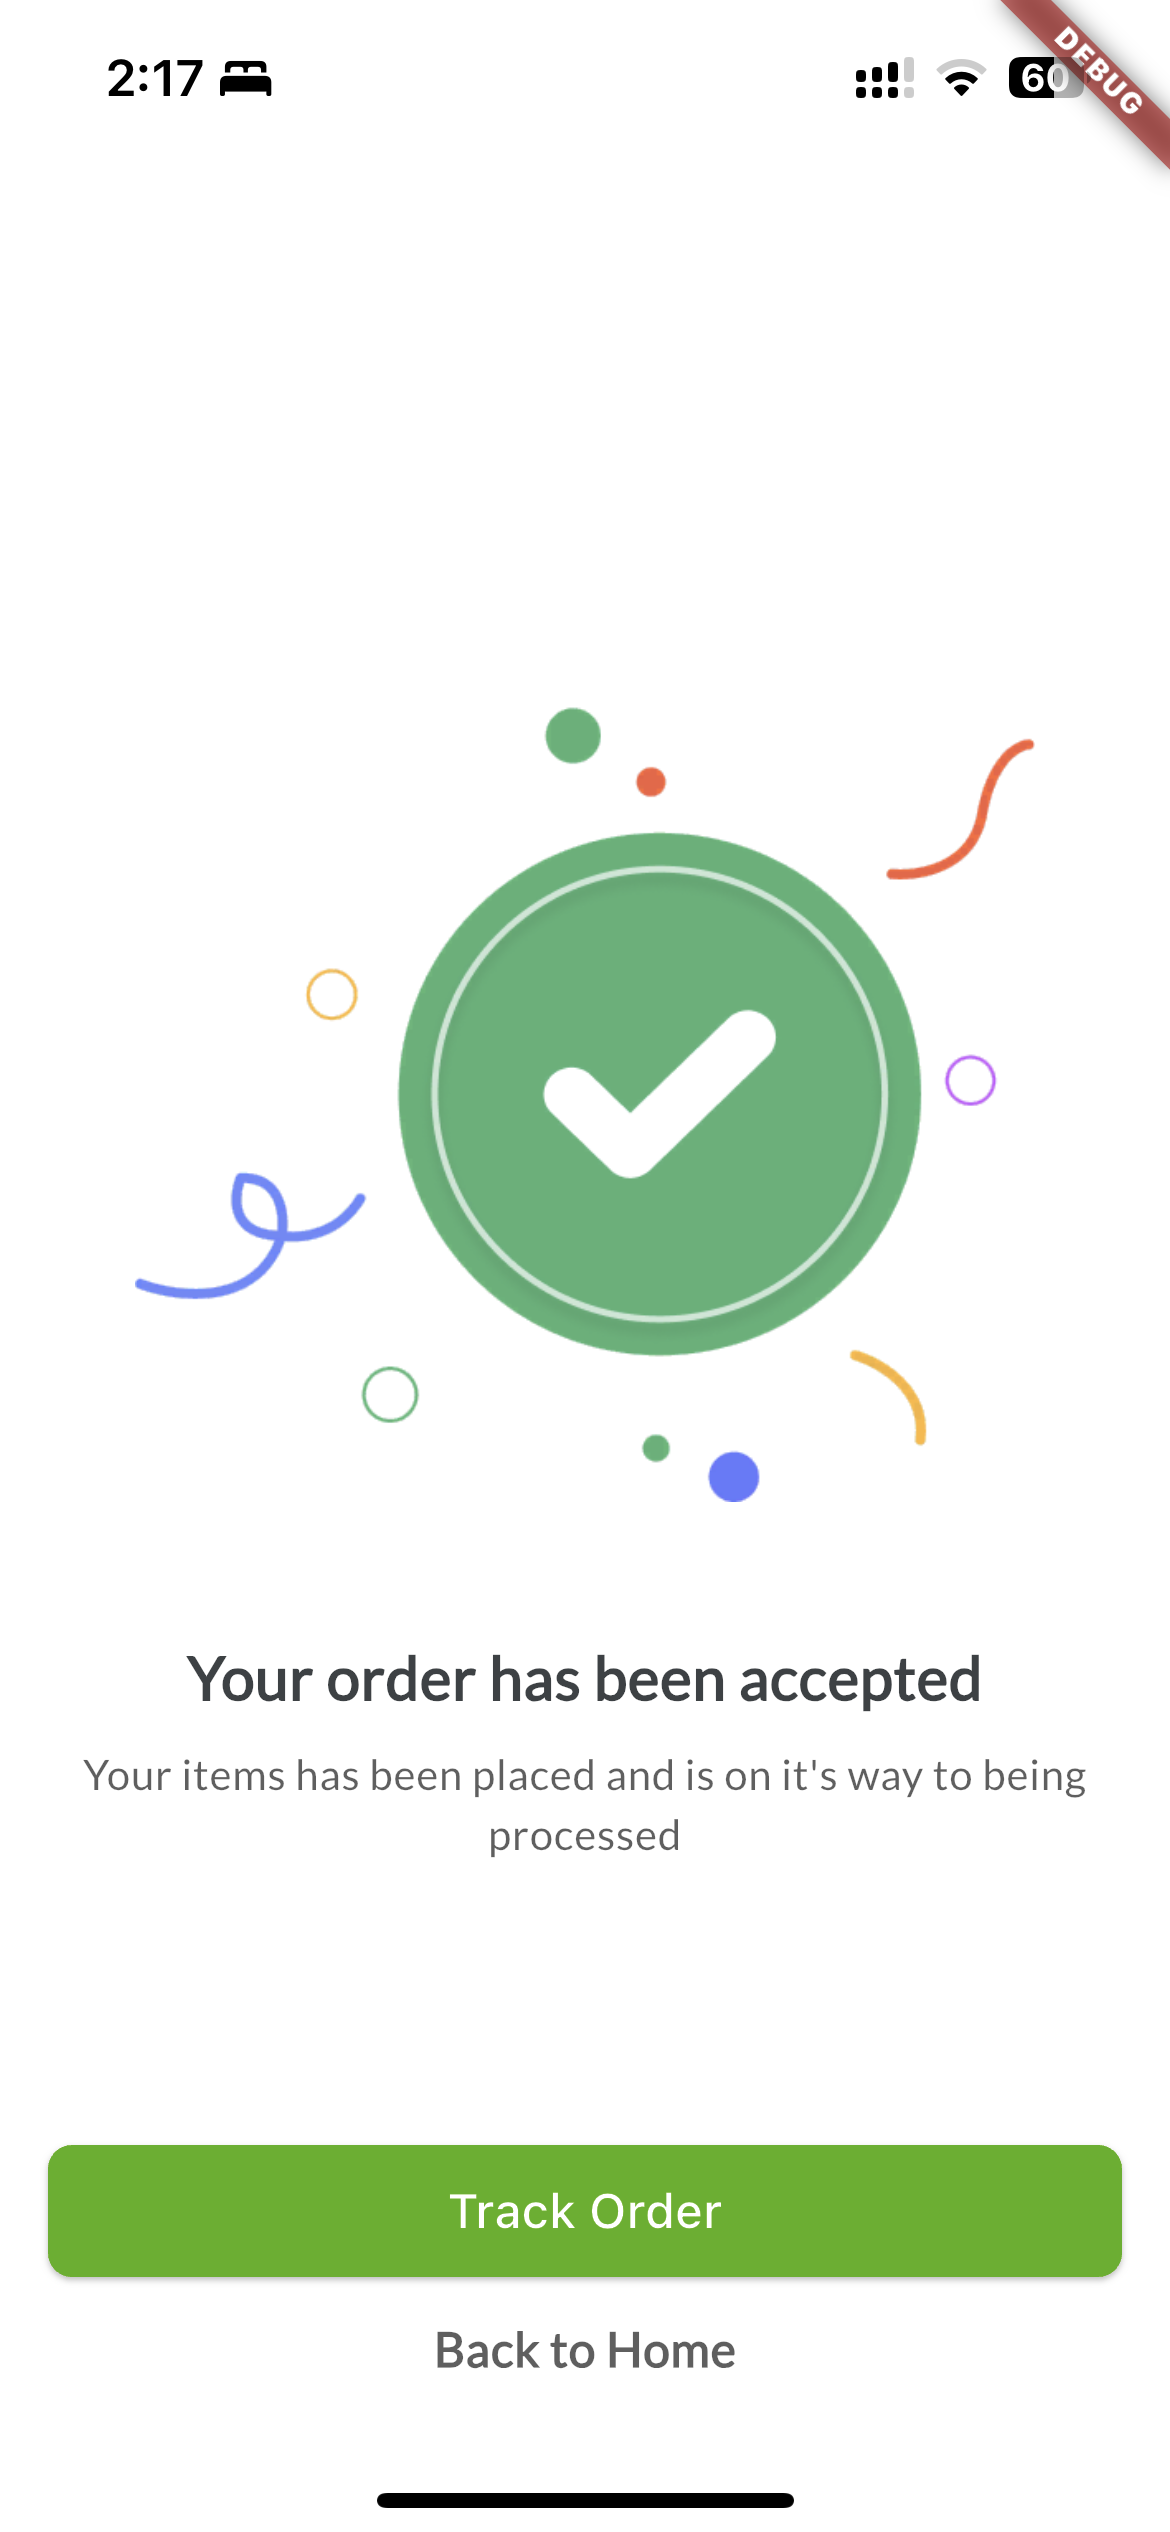 2:17
60
DEBUG
Your order has been accepted
Your items has been placed and is on it's way to being
processed
Track Order
Back to Home